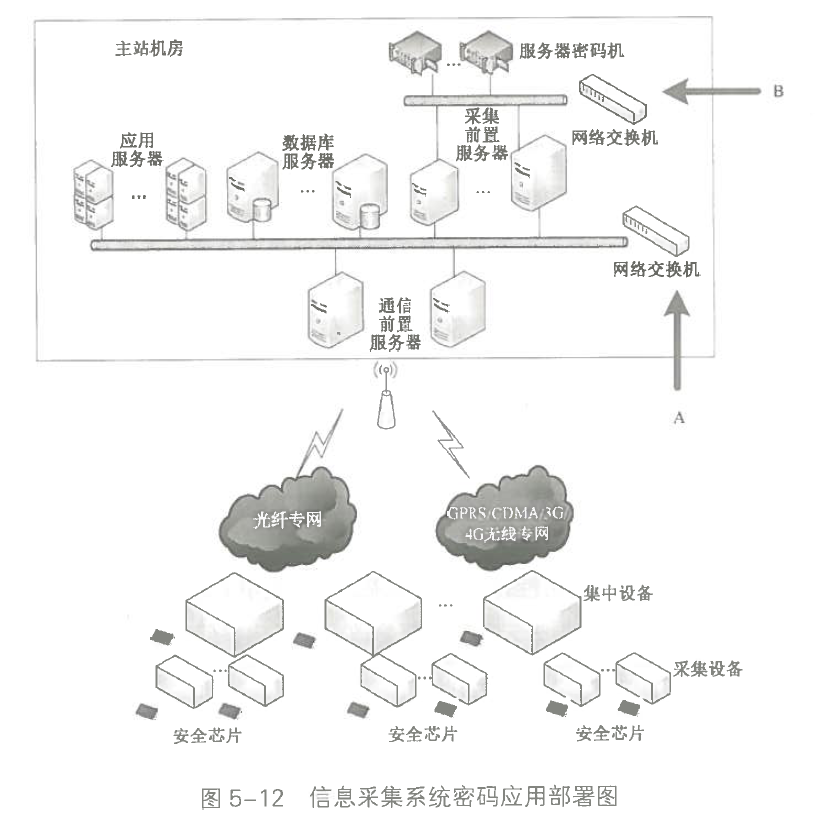 主站机房
服务器密码机
...
B
网络交换机
采集
前置
服务器
应用
服务器
数据库
服务器
...
...
...
网络交换机
通信
前置
服务器
A
光纤专网
GPRS/CDMA/3G/
4G无线专网
...
集中设备
...
...
...
采集设备
安全芯片
安全芯片
安全芯片
图 5-12 信息采集系统密码应用部署图